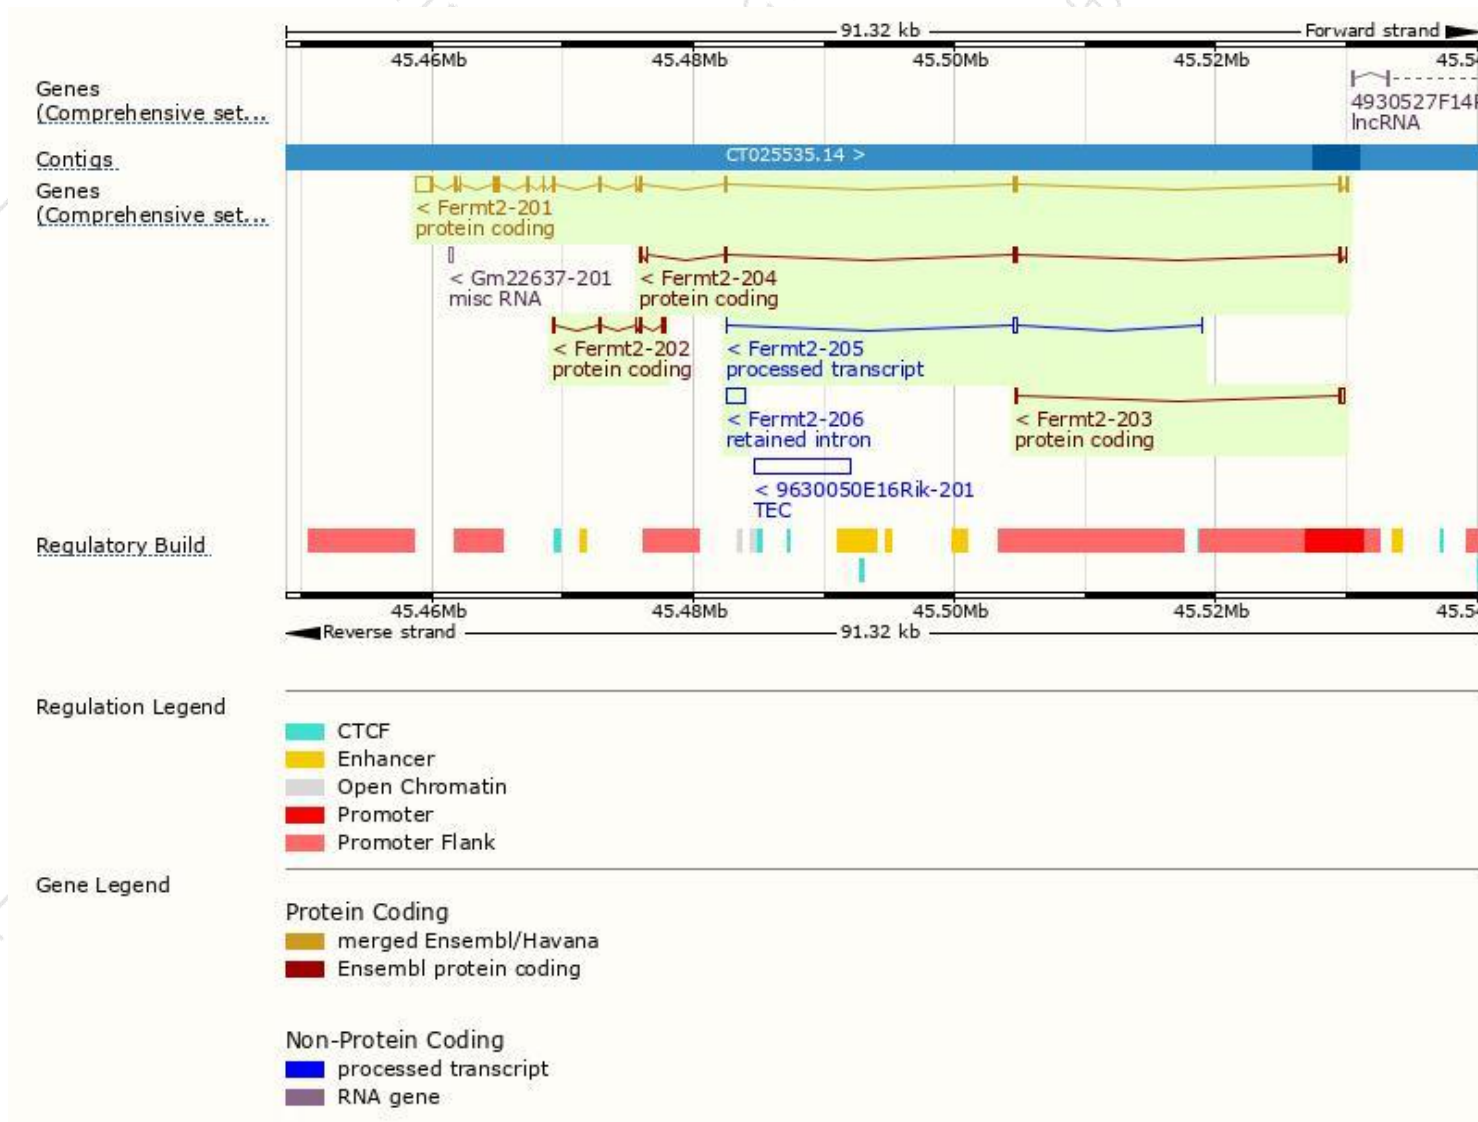 91.32 kb
Forward strand
45.46Mb 45.48Mb 45.50Mb 45.52Mb 45.54
Genes
(Comprehensive set...
4930527F14R
lncRNA
Contigs
CT025535.14 >
Genes
(Comprehensive set...
< Fermt2-201
protein coding
< Gm22637-201
misc RNA
< Fermt2-204
protein coding
< Fermt2-202
protein coding
< Fermt2-205
processed transcript
< Fermt2-206
retained intron
< Fermt2-203
protein coding
< 9630050E16Rik-201
TEC
Regulatory Build
45.46Mb 45.48Mb 45.50Mb 45.52Mb 45.54
Reverse strand
91.32 kb
Regulation Legend
CTCF
Enhancer
Open Chromatin
Promoter
Promoter Flank
Gene Legend
Protein Coding
merged Ensembl/Havana
Ensembl protein coding
Non-Protein Coding
processed transcript
RNA gene